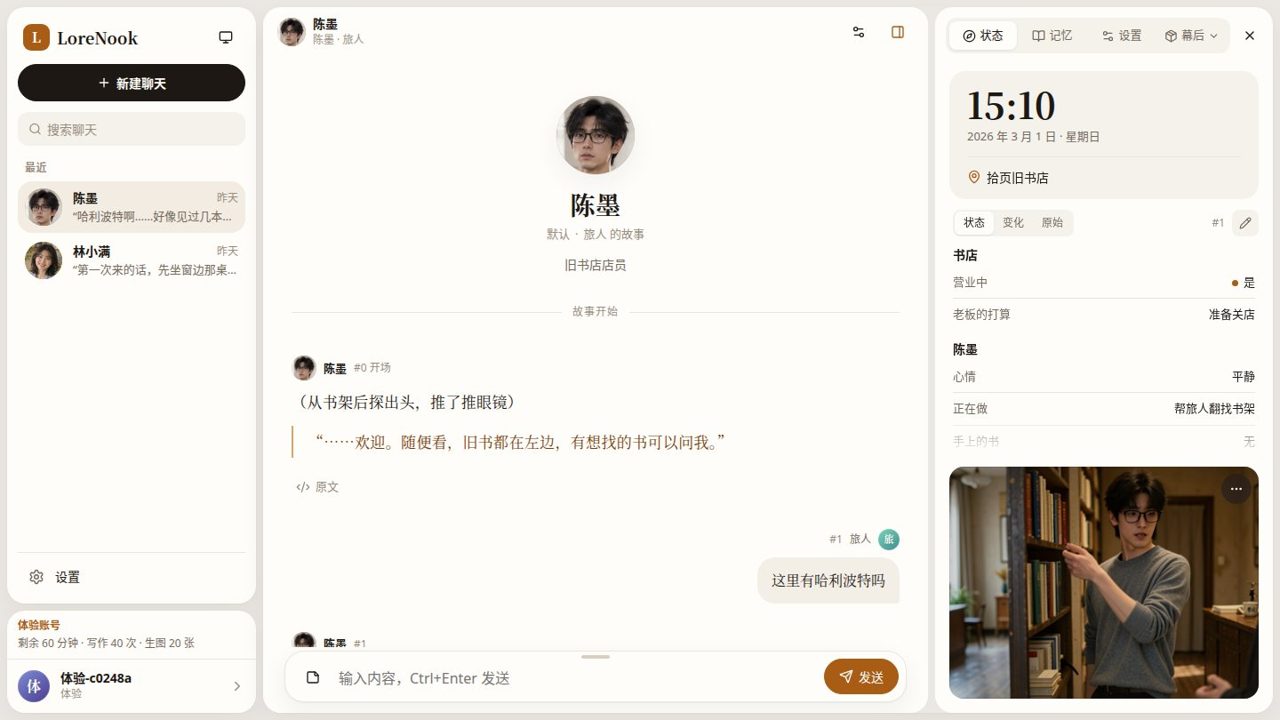 L LoreNook
+ 新建聊天
搜索聊天
最近
陈墨 昨天
“哈利波特啊……好像见过几本…
林小满 昨天
“第一次来的话，先坐窗边那桌…
设置
体验账号
剩余 60 分钟 · 写作 40 次 · 生图 20 张
体 体验-c0248a
体验
陈墨
陈墨 · 旅人
陈墨
默认 · 旅人 的故事
旧书店店员
故事开始
陈墨 #0 开场
（从书架后探出头，推了推眼镜）
“……欢迎。随便看，旧书都在左边，有想找的书可以问我。”
</> 原文
#1 旅人 旅
这里有哈利波特吗
陈墨 #1
输入内容，Ctrl+Enter 发送
发送
状态 记忆 设置 幕后
15:10
2026 年 3 月 1 日 · 星期日
拾页旧书店
状态 变化 原始 #1
书店
营业中 是
老板的打算 准备关店
陈墨
心情 平静
正在做 帮旅人翻找书架
手上的书 无